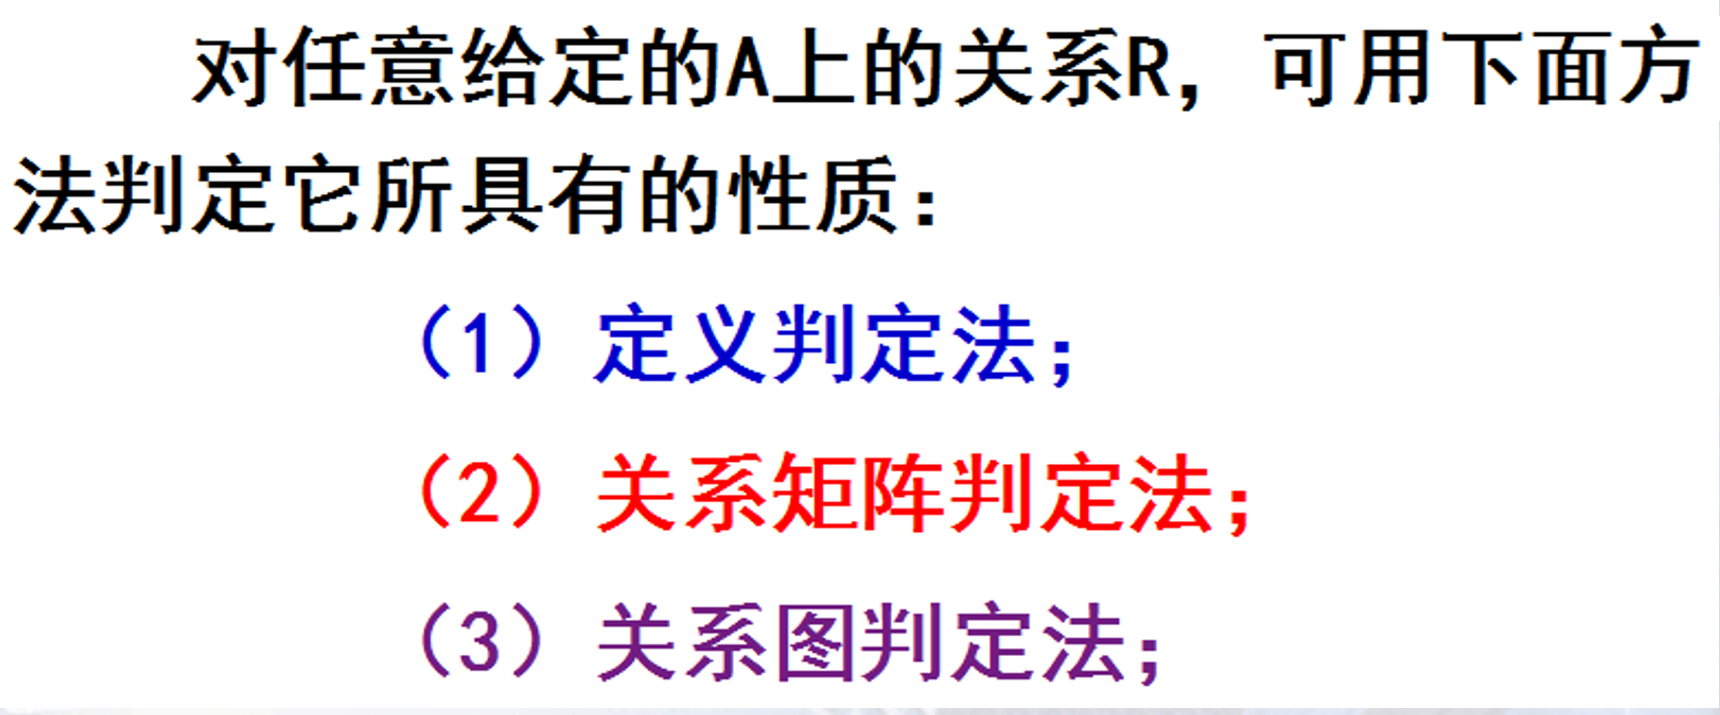 对任意给定的A上的关系R，可用下面方
法判定它所具有的性质：
（1）定义判定法；
（2）关系矩阵判定法；
（3）关系图判定法；